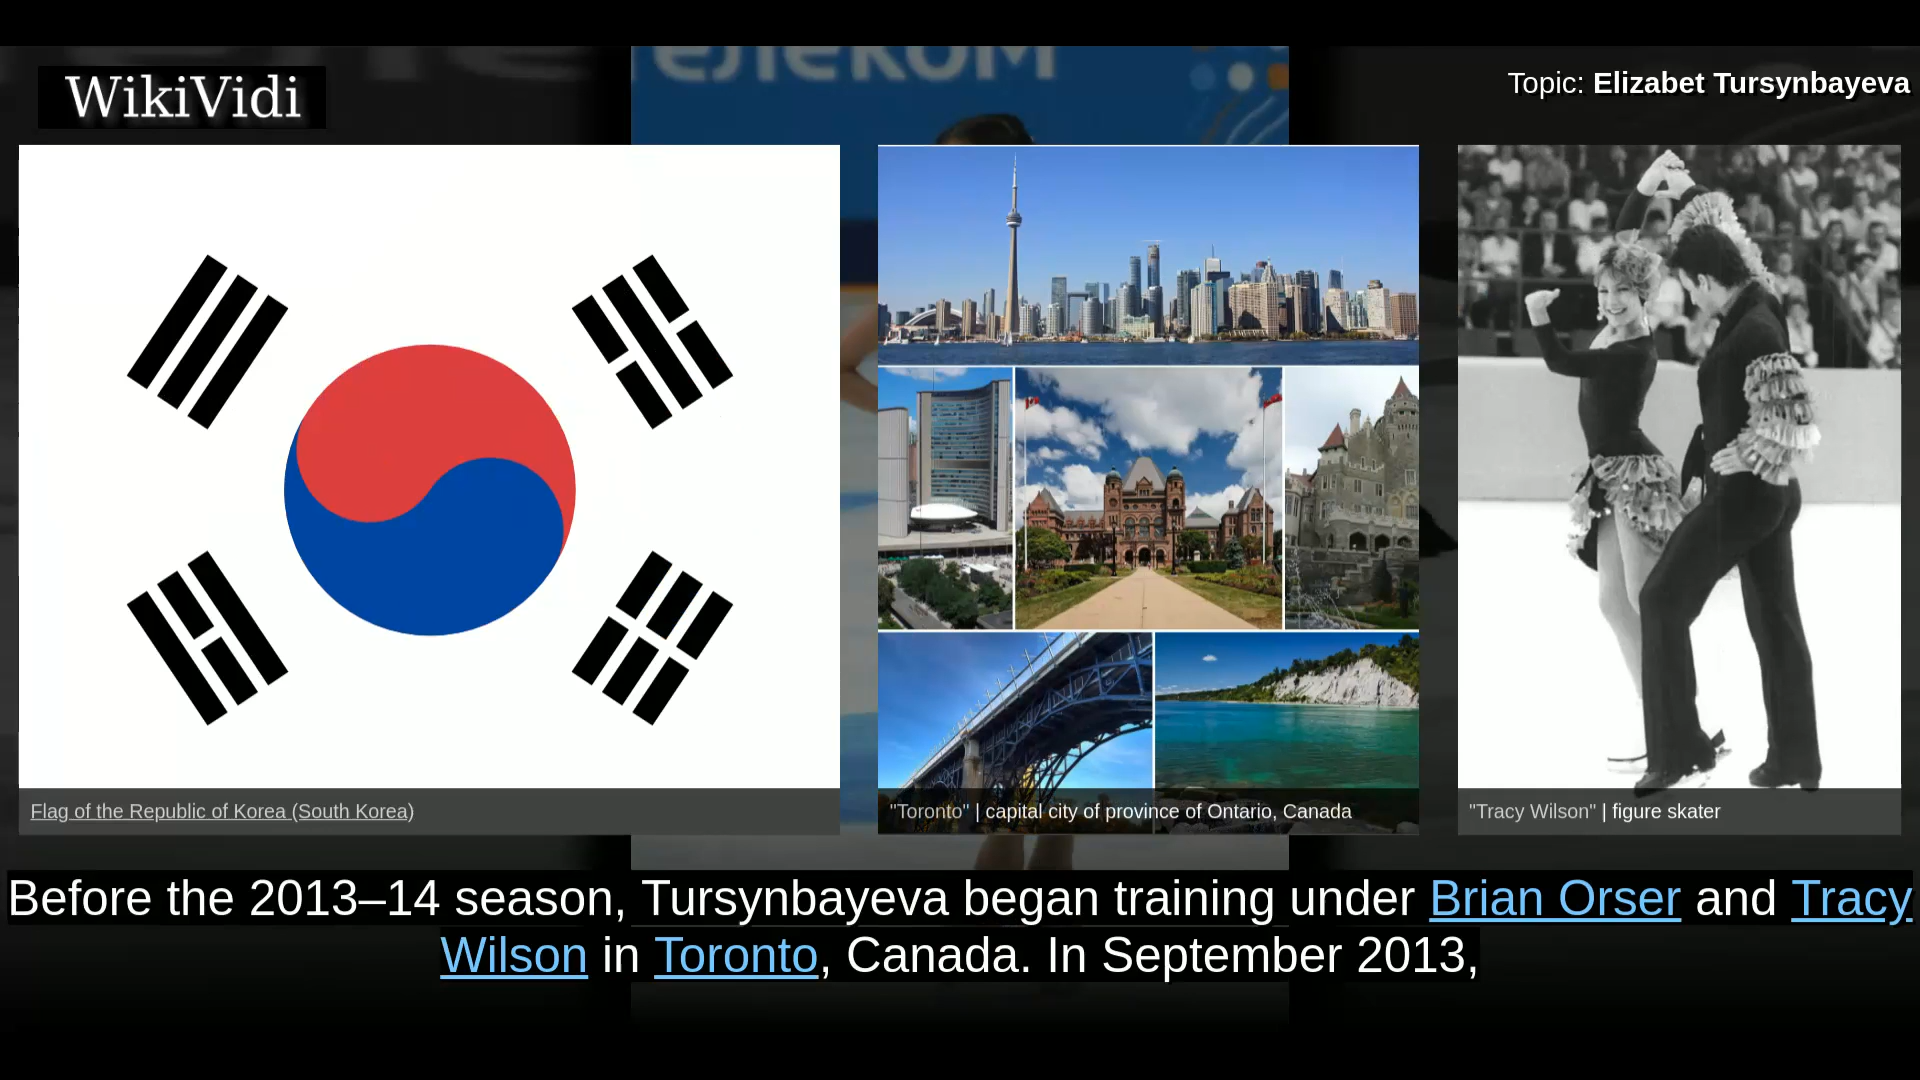 елеком
WikiVidi
Topic: Elizabet Tursynbayeva
Flag of the Republic of Korea (South Korea)
"Toronto" | capital city of province of Ontario, Canada
"Tracy Wilson" | figure skater
Before the 2013–14 season, Tursynbayeva began training under Brian Orser and Tracy
Wilson in Toronto, Canada. In September 2013,